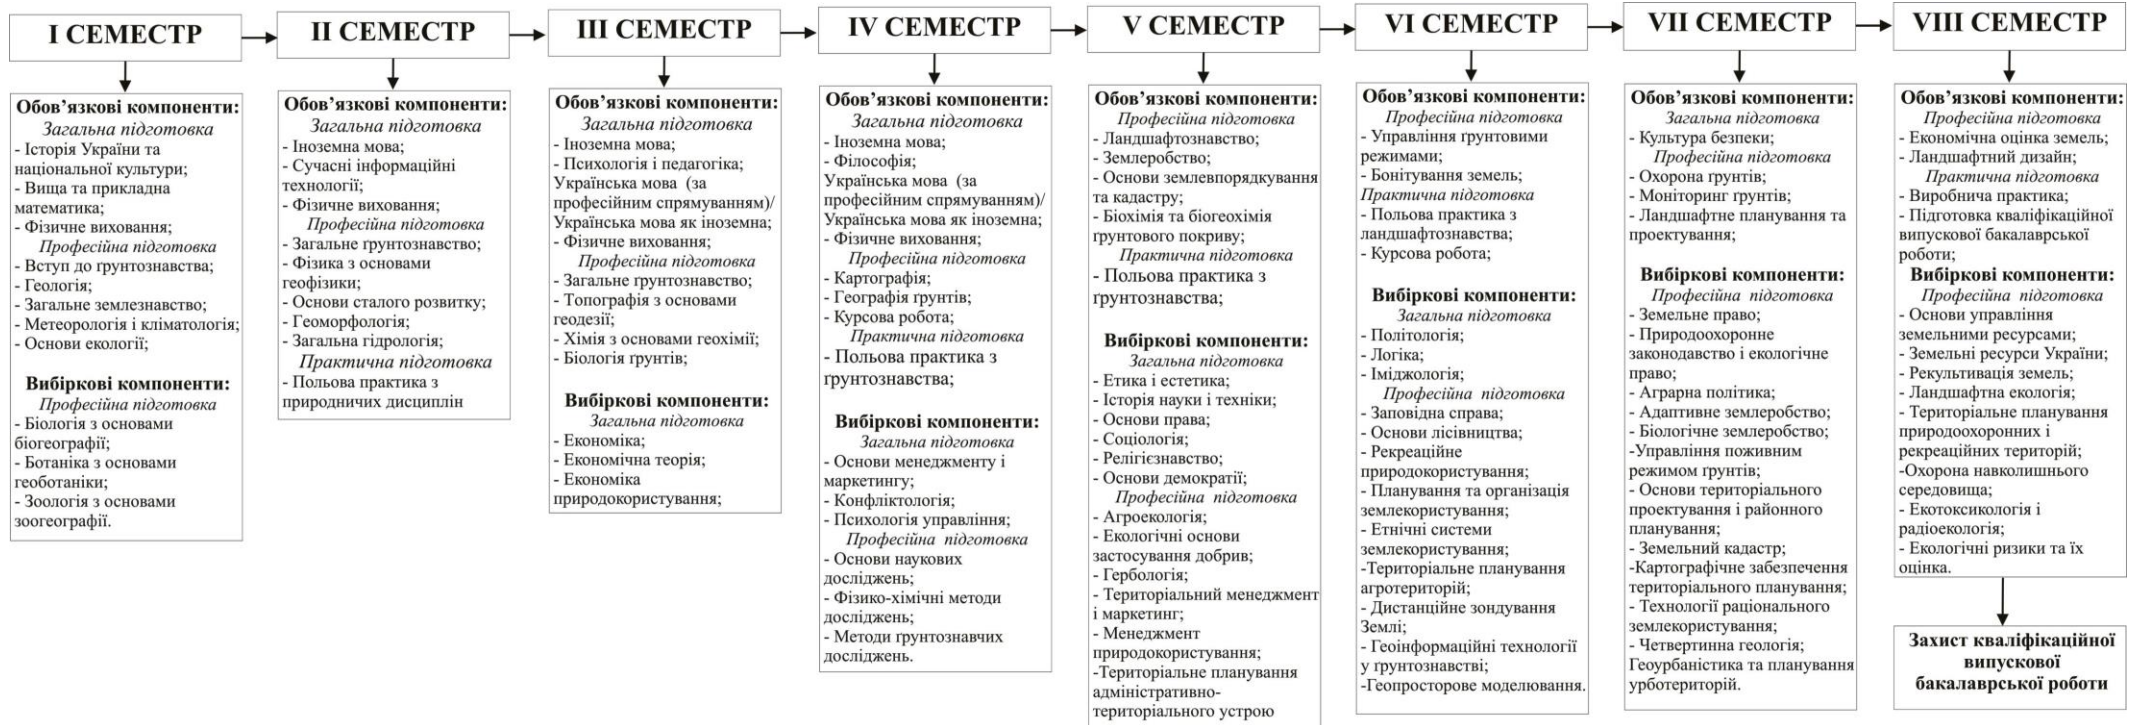 I СЕМЕСТР
II СЕМЕСТР
III СЕМЕСТР
IV СЕМЕСТР
V СЕМЕСТР
VI СЕМЕСТР
VII СЕМЕСТР
VIII СЕМЕСТР
Обов’язкові компоненти:
Загальна підготовка
- Історія України та
національної культури;
- Вища та прикладна
математика;
- Фізичне виховання;
Професійна підготовка
- Вступ до ґрунтознавства;
- Геологія;
- Загальне землезнавство;
- Метеорологія і кліматологія;
- Основи екології;
Вибіркові компоненти:
Професійна підготовка
- Біологія з основами
біогеографії;
- Ботаніка з основами
геоботаніки;
- Зоологія з основами
зоогеографії.
Обов’язкові компоненти:
Загальна підготовка
- Іноземна мова;
- Сучасні інформаційні
технології;
- Фізичне виховання;
Професійна підготовка
- Загальне ґрунтознавство;
- Фізика з основами
геофізики;
- Основи сталого розвитку;
- Геоморфологія;
- Загальна гідрологія;
Практична підготовка
- Польова практика з
природничих дисциплін
Обов’язкові компоненти:
Загальна підготовка
- Іноземна мова;
- Психологія і педагогіка;
Українська мова (за
професійним спрямуванням)/
Українська мова як іноземна;
- Фізичне виховання;
Професійна підготовка
- Загальне ґрунтознавство;
- Топографія з основами
геодезії;
- Хімія з основами геохімії;
- Біологія ґрунтів;
Вибіркові компоненти:
Загальна підготовка
- Економіка;
- Економічна теорія;
- Економіка
природокористування;
Обов’язкові компоненти:
Загальна підготовка
- Іноземна мова;
- Філософія;
Українська мова (за
професійним спрямуванням)/
Українська мова як іноземна;
- Фізичне виховання;
Професійна підготовка
- Картографія;
- Географія ґрунтів;
- Курсова робота;
Практична підготовка
- Польова практика з
ґрунтознавства;
Вибіркові компоненти:
Загальна підготовка
- Основи менеджменту і
маркетингу;
- Конфліктологія;
- Психологія управління;
Професійна підготовка
- Основи наукових
досліджень;
- Фізико-хімічні методи
досліджень;
- Методи ґрунтознавчих
досліджень.
Обов’язкові компоненти:
Професійна підготовка
- Ландшафтознавство;
- Землеробство;
- Основи землевпорядкування
та кадастру;
- Біохімія та біогеохімія
ґрунтового покриву;
Практична підготовка
- Польова практика з
ґрунтознавства;
Вибіркові компоненти:
Загальна підготовка
- Етика і естетика;
- Історія науки і техніки;
- Основи права;
- Соціологія;
- Релігієзнавство;
- Основи демократії;
Професійна підготовка
- Агроекологія;
- Екологічні основи
застосування добрив;
- Гербологія;
- Територіальний менеджмент
і маркетинг;
- Менеджмент
природокористування;
-Територіальне планування
адміністративно-
територіального устрою
Обов’язкові компоненти:
Професійна підготовка
- Управління ґрунтовими
режимами;
- Бонітування земель;
Практична підготовка
- Польова практика з
ландшафтознавства;
- Курсова робота;
Вибіркові компоненти:
Загальна підготовка
- Політологія;
- Логіка;
- Іміджологія;
Професійна підготовка
- Заповідна справа;
- Основи лісівництва;
- Рекреаційне
природокористування;
- Планування та організація
землекористування;
- Етнічні системи
землекористування;
-Територіальне планування
агротериторій;
- Дистанційне зондування
Землі;
- Геоінформаційні технології
у ґрунтознавстві;
-Геопросторове моделювання.
Обов’язкові компоненти:
Загальна підготовка
- Культура безпеки;
Професійна підготовка
- Охорона ґрунтів;
- Моніторинг ґрунтів;
- Ландшафтне планування та
проектування;
Вибіркові компоненти:
Професійна підготовка
- Земельне право;
- Природоохоронне
законодавство і екологічне
право;
- Аграрна політика;
- Адаптивне землеробство;
- Біологічне землеробство;
-Управління поживним
режимом ґрунтів;
- Основи територіального
проектування і районного
планування;
- Земельний кадастр;
-Картографічне забезпечення
територіального планування;
- Технології раціонального
землекористування;
- Четвертинна геологія;
Геоурбаністика та планування
урботериторій.
Обов’язкові компоненти:
Професійна підготовка
- Економічна оцінка земель;
- Ландшафтний дизайн;
Практична підготовка
- Виробнича практика;
- Підготовка кваліфікаційної
випускової бакалаврської
роботи;
Вибіркові компоненти:
Професійна підготовка
- Основи управління
земельними ресурсами;
- Земельні ресурси України;
- Рекультивація земель;
- Ландшафтна екологія;
- Територіальне планування
природоохоронних і
рекреаційних територій;
-Охорона навколишнього
середовища;
- Екотоксикологія і
радіоекологія;
- Екологічні ризики та їх
оцінка.
Захист кваліфікаційної
випускової
бакалаврської роботи